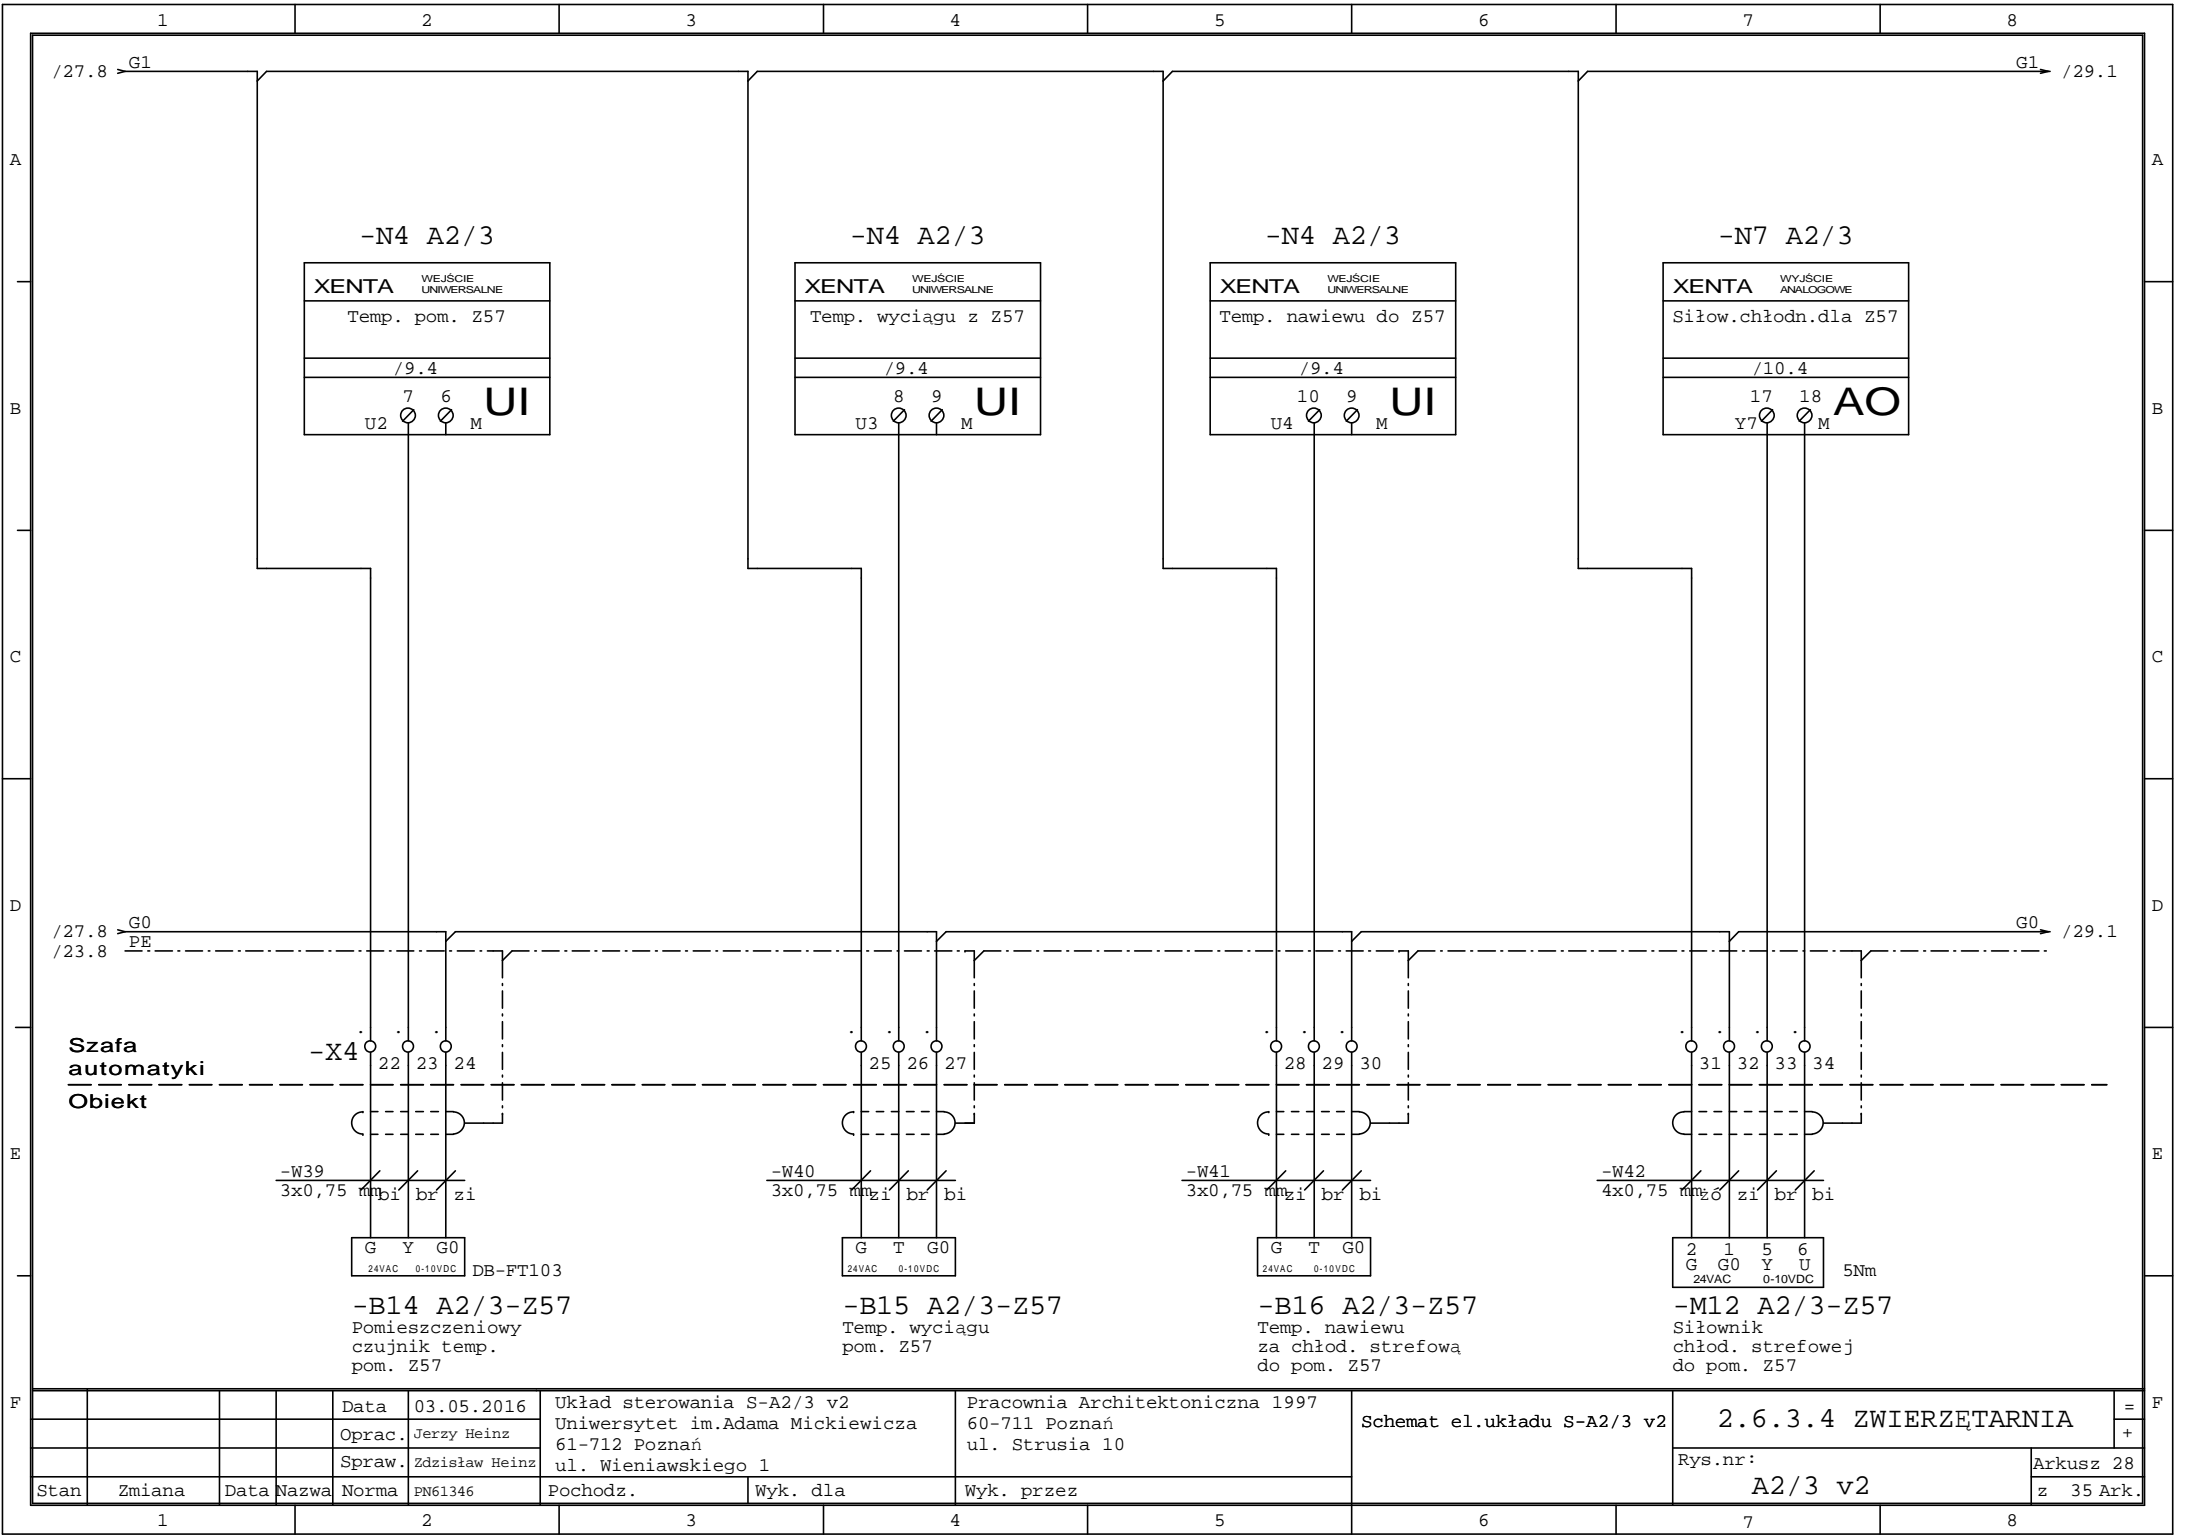 1 2 3 4 5 6 7 8
/27.8 G1 G1 /29.1
A A
-N4 A2/3 -N4 A2/3 -N4 A2/3 -N7 A2/3
XENTA WEJŚCIE UNIWERSALNE XENTA WEJŚCIE UNIWERSALNE XENTA WEJŚCIE UNIWERSALNE XENTA WYJŚCIE ANALOGOWE
Temp. pom. Z57 Temp. wyciągu z Z57 Temp. nawiewu do Z57 Siłow.chłodn.dla Z57
/9.4 /9.4 /9.4 /10.4
B 7 6 UI 8 9 UI 10 9 UI 17 18 AO B
U2 M U3 M U4 M Y7 M
C C
D D
/27.8 G0 G0 /29.1
/23.8 PE
Szafa
automatyki
-X4 22 23 24 25 26 27 28 29 30 31 32 33 34
Obiekt
E E
-W39 -W40 -W41 -W42
3x0,75 mm bi br zi 3x0,75 mm zi br bi 3x0,75 mm zi br bi 4x0,75 mm żó zi br bi
G Y G0 G T G0 G T G0 2 1 5 6
G G0 Y U
24VAC 0-10VDC DB-FT103 24VAC 0-10VDC 24VAC 0-10VDC 24VAC 0-10VDC 5Nm
-B14 A2/3-Z57 -B15 A2/3-Z57 -B16 A2/3-Z57 -M12 A2/3-Z57
Pomieszczeniowy Temp. wyciągu Temp. nawiewu Siłownik
czujnik temp. pom. Z57 za chłod. strefową chłod. strefowej
pom. Z57 do pom. Z57 do pom. Z57
F F
Data 03.05.2016
Oprac. Jerzy Heinz
Spraw. Zdzisław Heinz
Stan Zmiana Data Nazwa Norma PN61346
Układ sterowania S-A2/3 v2
Uniwersytet im.Adama Mickiewicza
61-712 Poznań
ul. Wieniawskiego 1
Pochodz. Wyk. dla
Pracownia Architektoniczna 1997
60-711 Poznań
ul. Strusia 10
Wyk. przez
Schemat el.układu S-A2/3 v2
2.6.3.4 ZWIERZĘTARNIA
=
+
Rys.nr:
A2/3 v2
Arkusz 28
z 35 Ark.
1 2 3 4 5 6 7 8